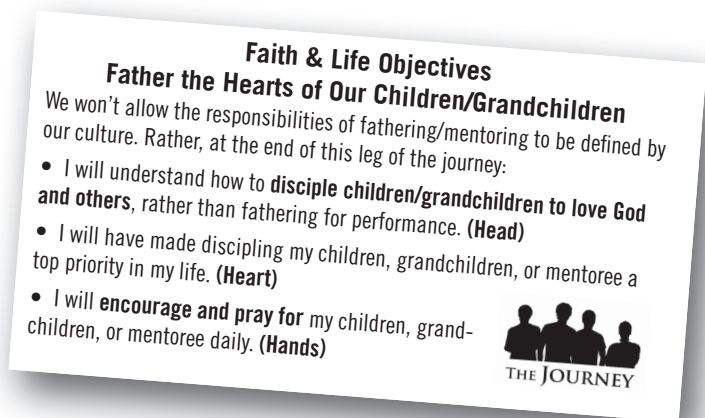 Faith & Life Objectives
Father the Hearts of Our Children/Grandchildren
We won't allow the responsibilities of fathering/mentoring to be defined by
our culture. Rather, at the end of this leg of the journey:
• I will understand how to disciple children/grandchildren to love God
and others, rather than fathering for performance. (Head)
• I will have made discipling my children, grandchildren, or mentoree a
top priority in my life. (Heart)
• I will encourage and pray for my children, grand-
children, or mentoree daily. (Hands)
THE JOURNEY